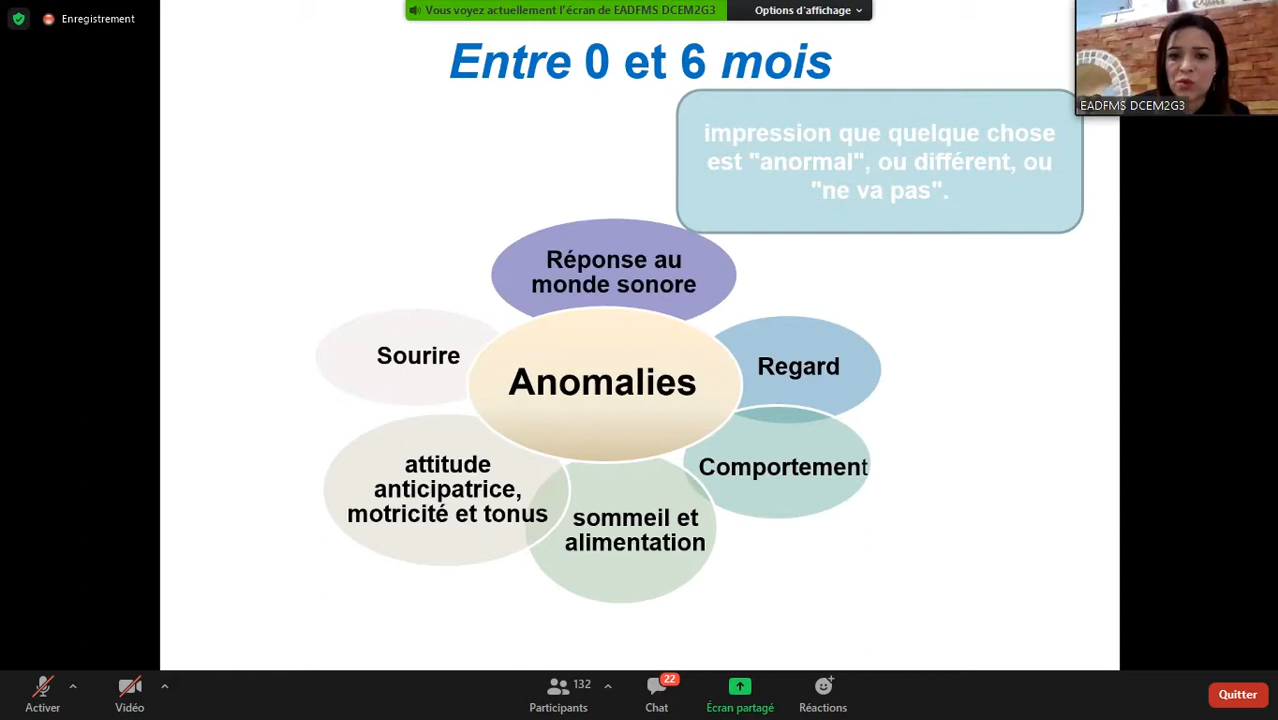 Enregistrement
Vous voyez actuellement l'écran de EADFMS DCEM2G3
Options d'affichage
Entre 0 et 6 mois
EADFMS DCEM2G3
impression que quelque chose
est "anormal", ou différent, ou
"ne va pas".
Réponse au
monde sonore
Sourire
Anomalies
Regard
attitude
anticipatrice,
motricité et tonus
Comportement
sommeil et
alimentation
Activer
Vidéo
132
Participants
22
Chat
Écran partagé
Réactions
Quitter